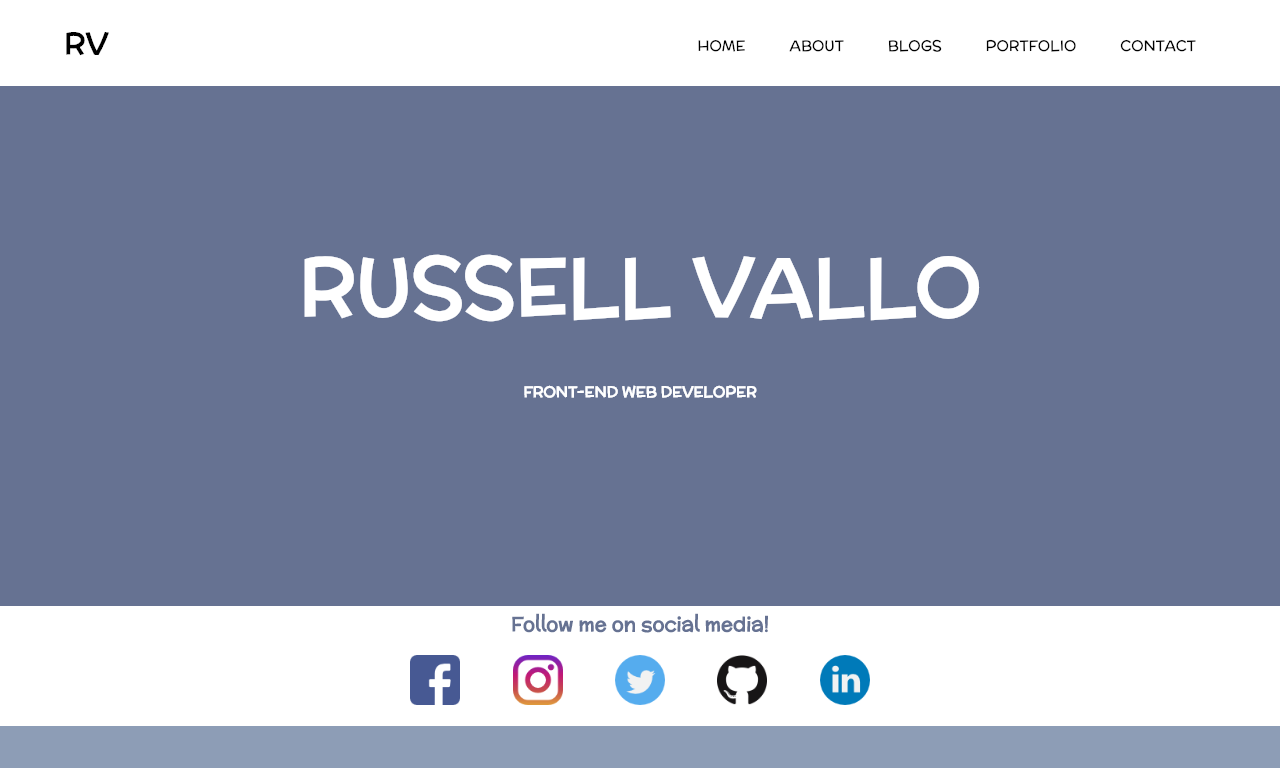 RV
HOME ABOUT BLOGS PORTFOLIO CONTACT
RUSSELL VALLO
FRONT-END WEB DEVELOPER
Follow me on social media!
in